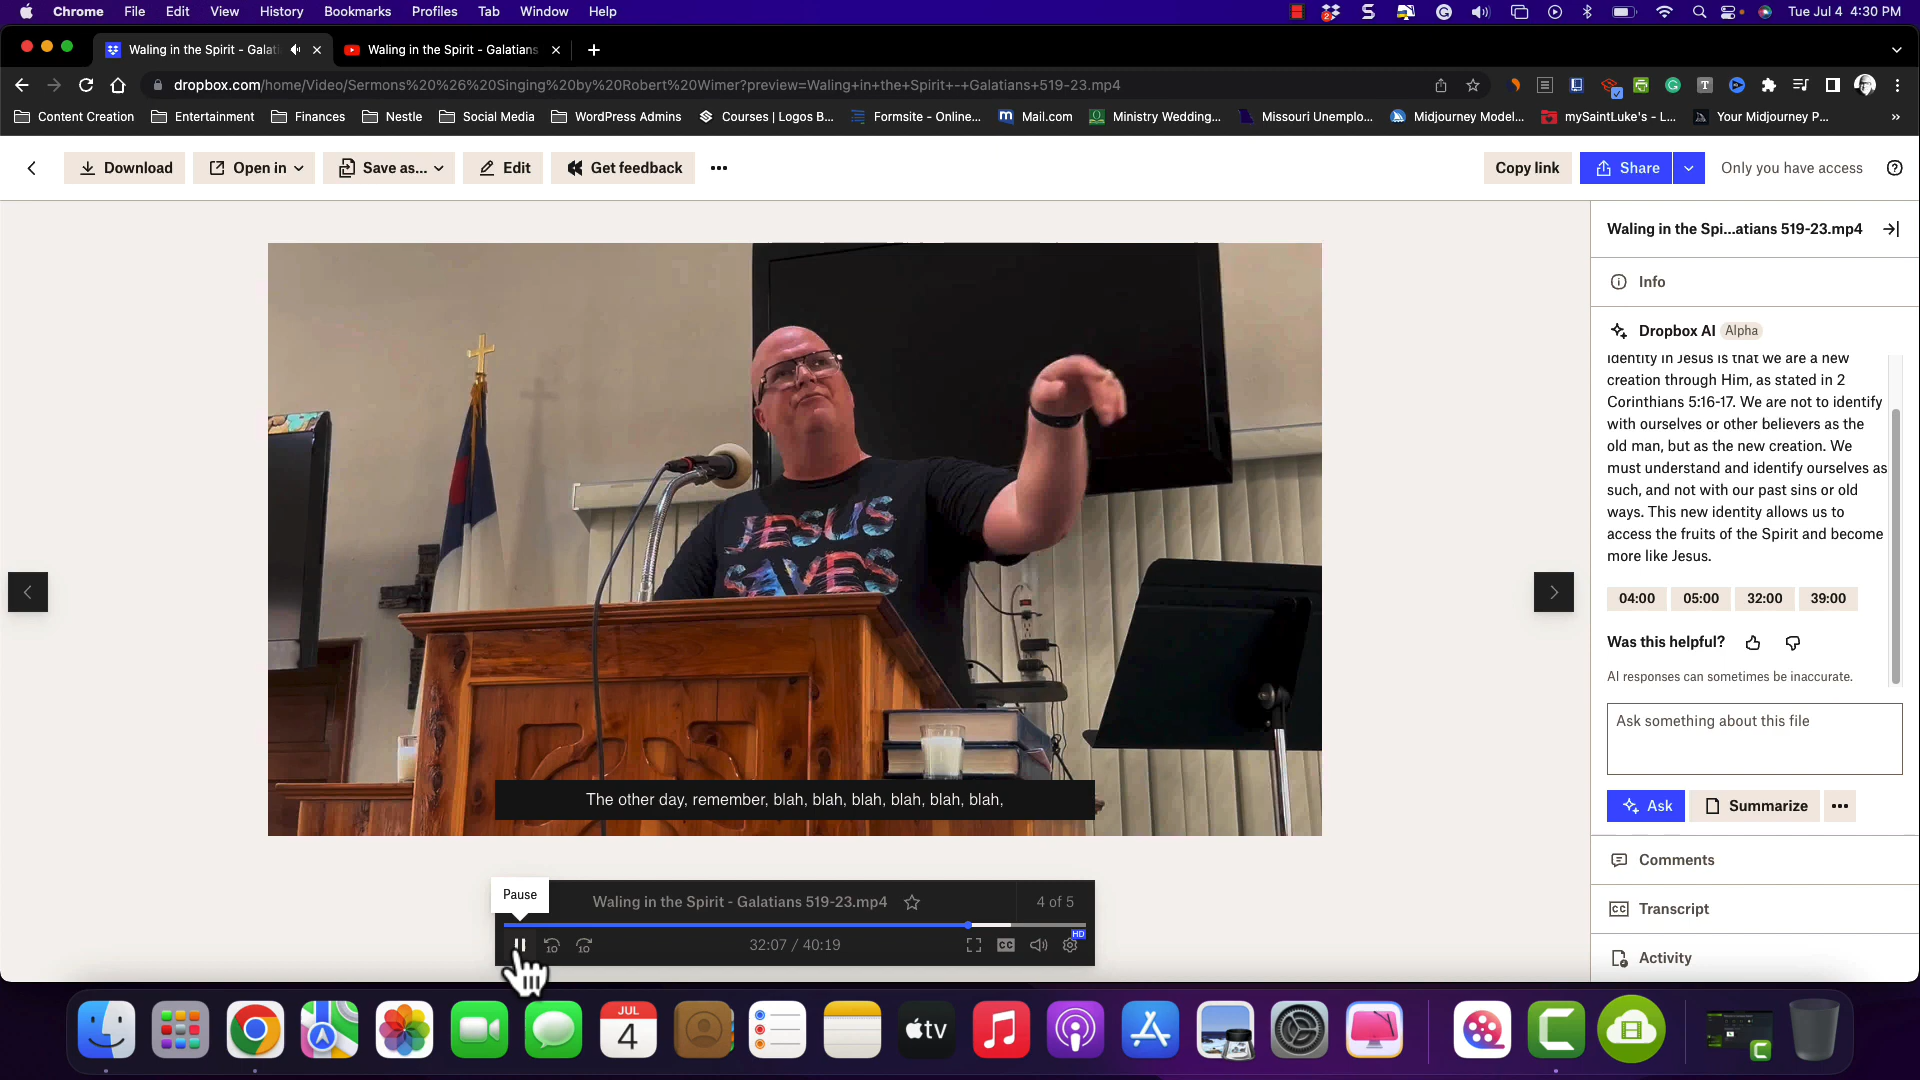 Chrome File Edit View History Bookmarks Profiles Tab Window Help 2 Tue Jul 4 4:30 PM
Waling in the Spirit - Galati Waling in the Spirit - Galatians
dropbox.com/home/Video/Sermons%20%26%20Singing%20by%20Robert%20Wimer?preview=Waling+in+the+Spirit+-+Galatians+519-23.mp4
Content Creation Entertainment Finances Nestle Social Media WordPress Admins Courses | Logos B... Formsite - Online... Mail.com Ministry Wedding... Missouri Unemplo... Midjourney Model... mySaintLuke's - L... Your Midjourney P... »
Download Open in Save as... Edit Get feedback Copy link Share Only you have access
Waling in the Spi...atians 519-23.mp4
Info
Dropbox AI Alpha
identity in Jesus is that we are a new
creation through Him, as stated in 2
Corinthians 5:16-17. We are not to identify
with ourselves or other believers as the
old man, but as the new creation. We
must understand and identify ourselves as
such, and not with our past sins or old
ways. This new identity allows us to
access the fruits of the Spirit and become
more like Jesus.
04:00 05:00 32:00 39:00
Was this helpful?
AI responses can sometimes be inaccurate.
Ask something about this file
Ask Summarize
Comments
Transcript
Activity
JESUS
SAVES
The other day, remember, blah, blah, blah, blah, blah, blah,
Pause
Waling in the Spirit - Galatians 519-23.mp4 4 of 5
10 10 32:07 / 40:19 CC HD
JUL
4
tv